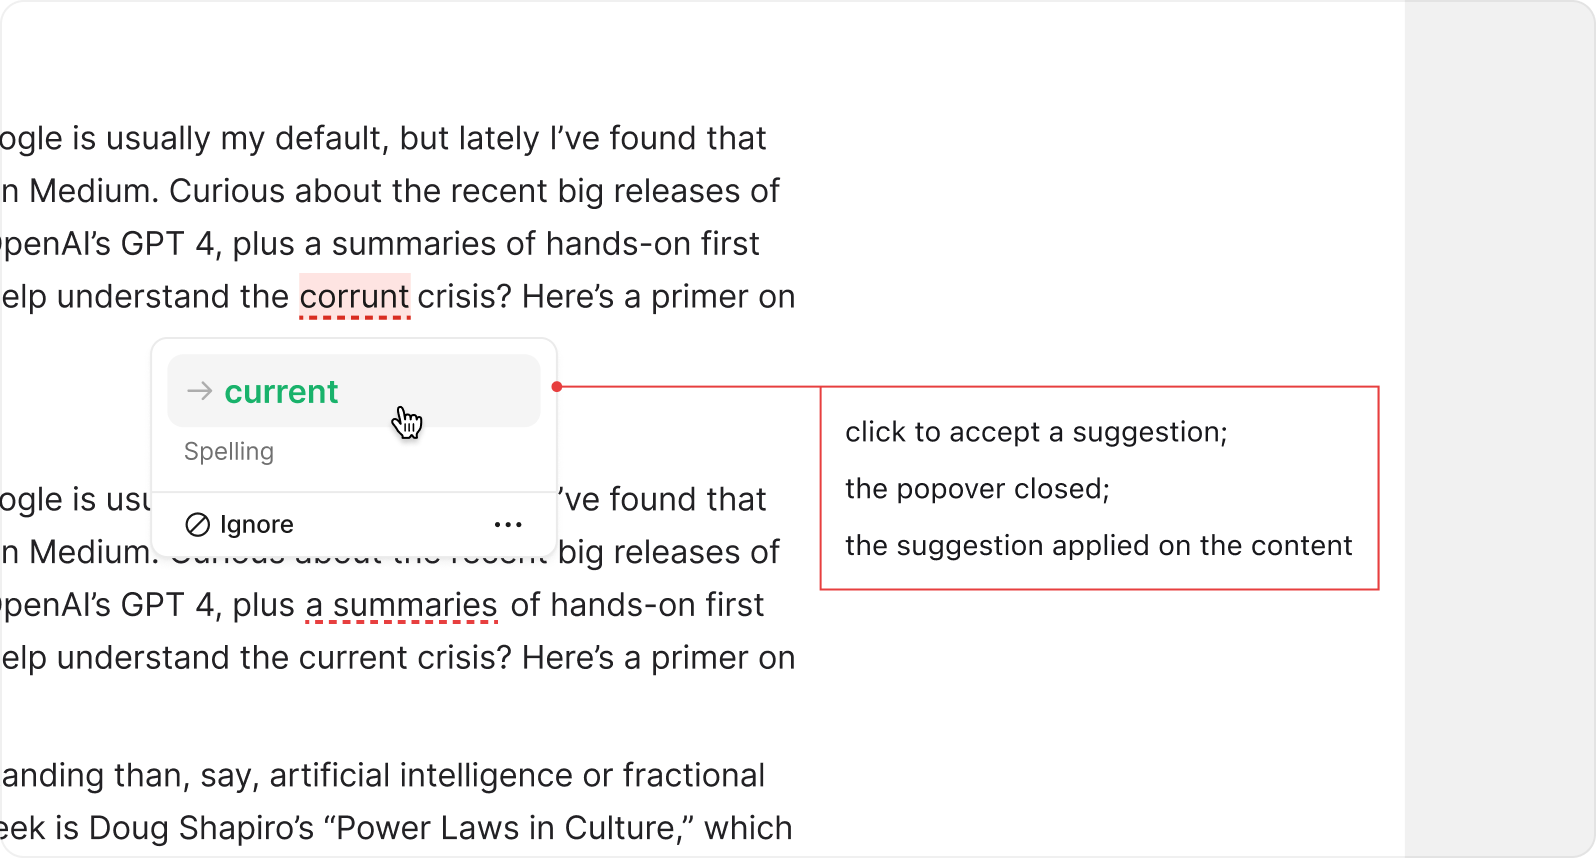 ogle is usually my default, but lately I’ve found that
n Medium. Curious about the recent big releases of
penAI’s GPT 4, plus a summaries of hands-on first
elp understand the corrunt crisis? Here’s a primer on
→ current
Spelling
Ignore ...
click to accept a suggestion;
the popover closed;
the suggestion applied on the content
ogle is usu ’ve found that
n Medium. Curious about the recent big releases of
penAI’s GPT 4, plus a summaries of hands-on first
elp understand the current crisis? Here’s a primer on
anding than, say, artificial intelligence or fractional
eek is Doug Shapiro’s “Power Laws in Culture,” which